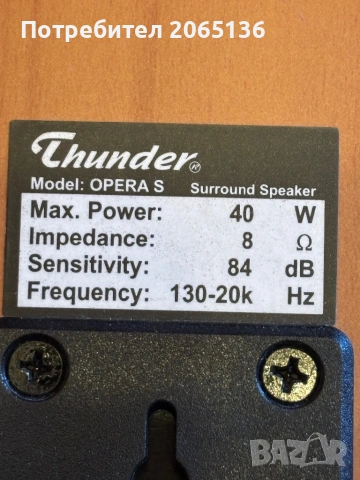 Потребител 2065136
Thunder®
Model: OPERA S Surround Speaker
Max. Power: 40 W
Impedance: 8 Ω
Sensitivity: 84 dB
Frequency: 130-20k Hz
BAZAR